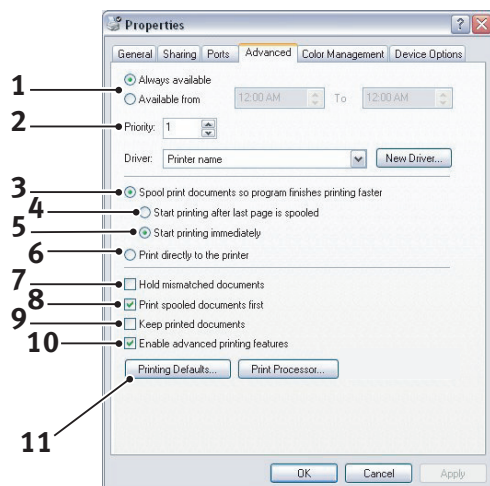 Properties
General Sharing Ports Advanced Color Management Device Options
1 Always available
Available from 12:00 AM To 12:00 AM
2 Priority: 1
Driver: Printer name New Driver...
3 Spool print documents so program finishes printing faster
4 Start printing after last page is spooled
5 Start printing immediately
6 Print directly to the printer
7 Hold mismatched documents
8 Print spooled documents first
9 Keep printed documents
10 Enable advanced printing features
Printing Defaults... Print Processor...
11
OK Cancel Apply